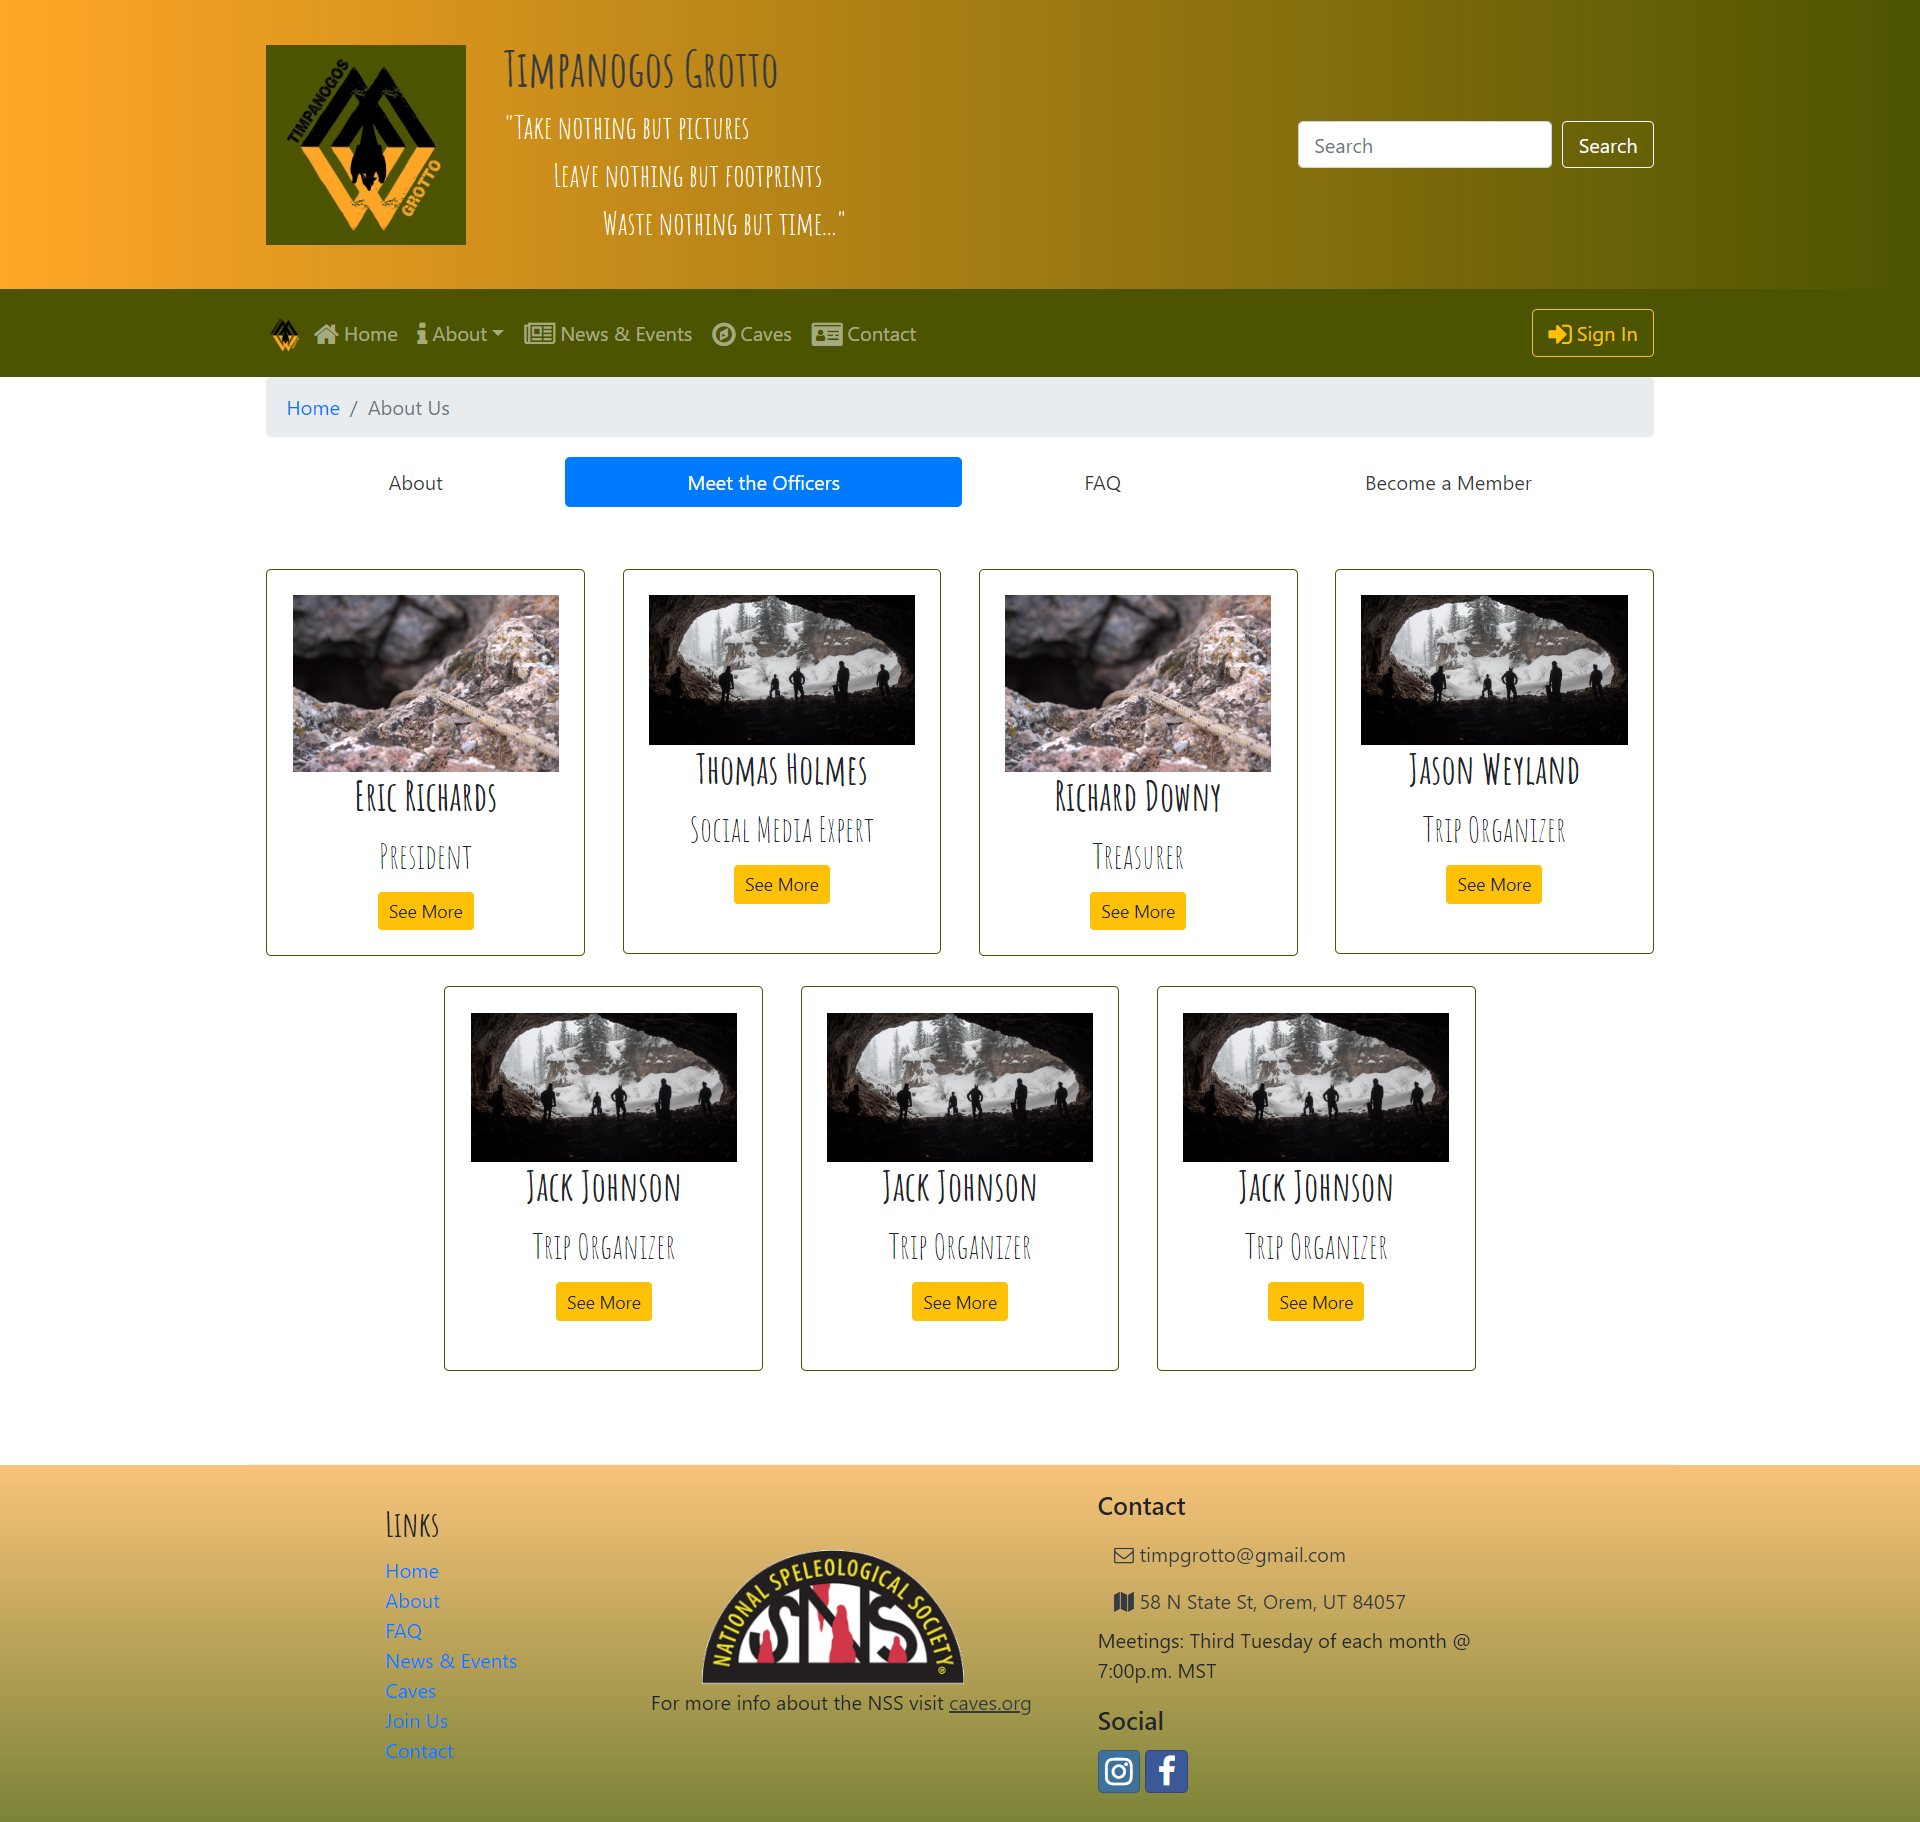 TIMPANOGOS
GROTTO
Timpanogos Grotto
"Take nothing but pictures
Leave nothing but footprints
Waste nothing but time..."
Search
Search
Home
About
News & Events
Caves
Contact
Sign In
Home / About Us
About
Meet the Officers
FAQ
Become a Member
Eric Richards
President
See More
Thomas Holmes
Social Media Expert
See More
Richard Downy
Treasurer
See More
Jason Weyland
Trip Organizer
See More
Jack Johnson
Trip Organizer
See More
Jack Johnson
Trip Organizer
See More
Jack Johnson
Trip Organizer
See More
Links
Home
About
FAQ
News & Events
Caves
Join Us
Contact
NATIONAL SPELEOLOGICAL SOCIETY
NSS
®
For more info about the NSS visit caves.org
Contact
timpgrotto@gmail.com
58 N State St, Orem, UT 84057
Meetings: Third Tuesday of each month @
7:00p.m. MST
Social